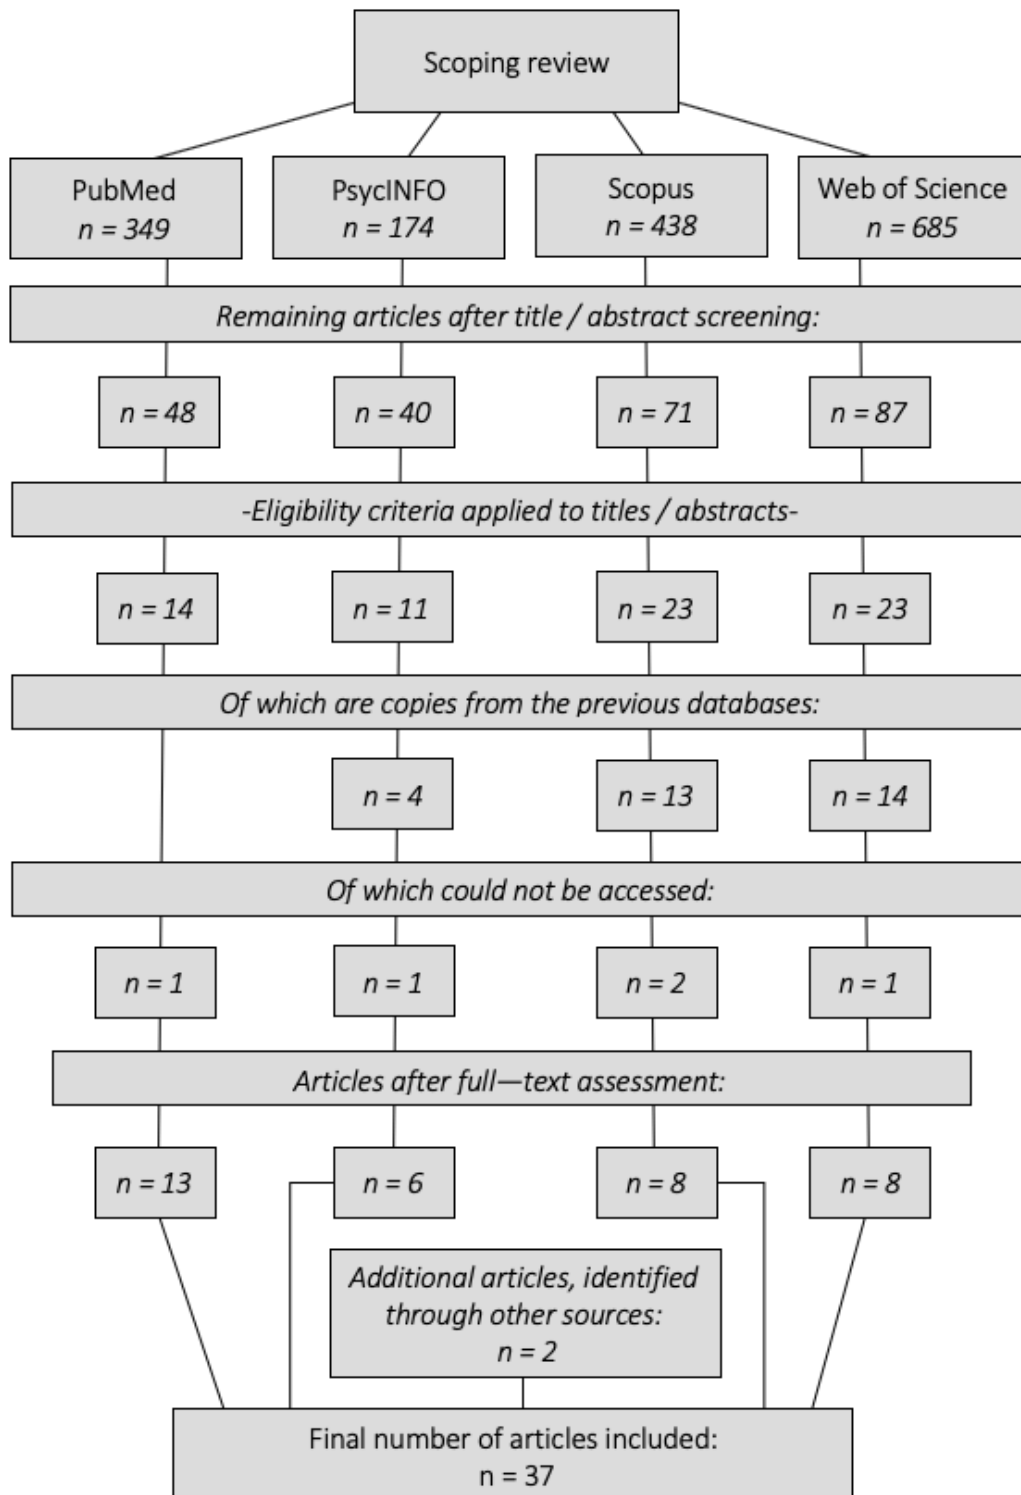 Scoping review
PubMed
n = 349
PsycINFO
n = 174
Scopus
n = 438
Web of Science
n = 685
Remaining articles after title / abstract screening:
n = 48
n = 40
n = 71
n = 87
-Eligibility criteria applied to titles / abstracts-
n = 14
n = 11
n = 23
n = 23
Of which are copies from the previous databases:
n = 4
n = 13
n = 14
Of which could not be accessed:
n = 1
n = 1
n = 2
n = 1
Articles after full—text assessment:
n = 13
n = 6
n = 8
n = 8
Additional articles, identified
through other sources:
n = 2
Final number of articles included:
n = 37